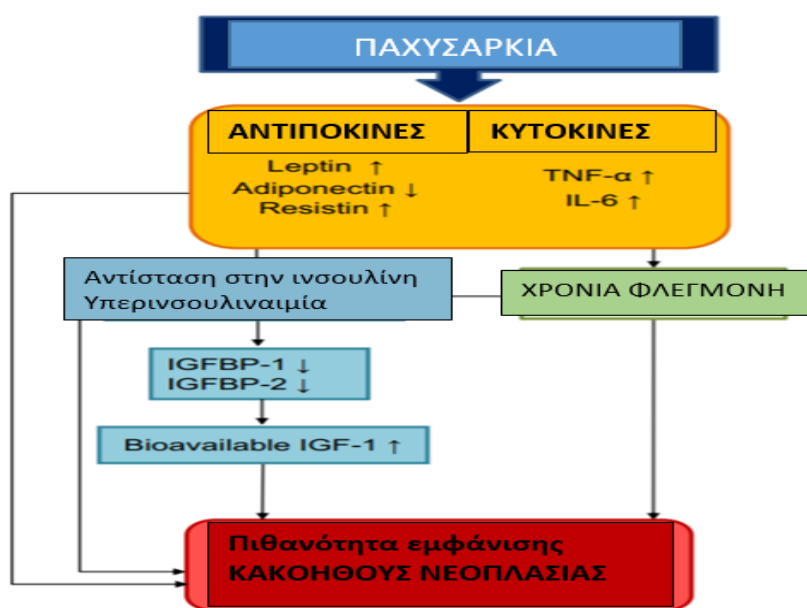 ΠΑΧΥΣΑΡΚΙΑ
ΑΝΤΙΠΟΚΙΝΕΣ
ΚΥΤΟΚΙΝΕΣ
Leptin ↑
Adiponectin ↓
Resistin ↑
TNF-α ↑
IL-6 ↑
Αντίσταση στην ινσουλίνη
Υπερινσουλιναιμία
ΧΡΟΝΙΑ ΦΛΕΓΜΟΝΗ
IGFBP-1 ↓
IGFBP-2 ↓
Bioavailable IGF-1 ↑
Πιθανότητα εμφάνισης
ΚΑΚΟΗΘΟΥΣ ΝΕΟΠΛΑΣΙΑΣ